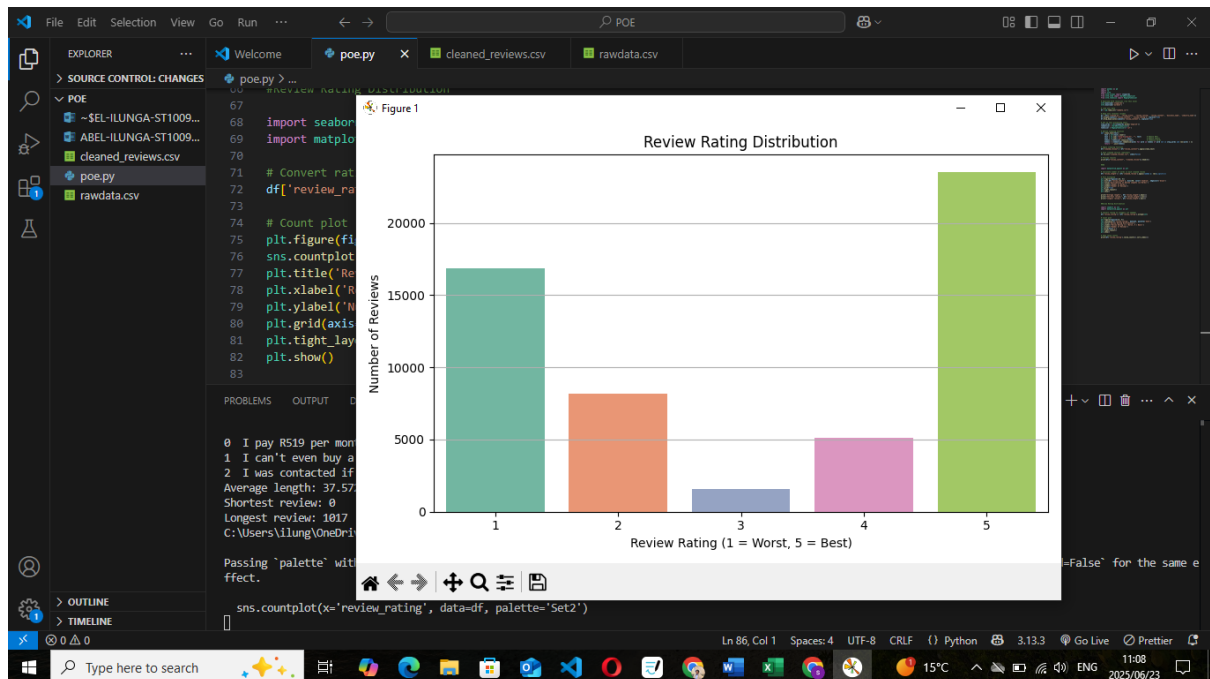 File Edit Selection View Go Run ··· POE
EXPLORER ···
SOURCE CONTROL: CHANGES
POE
~$EL-ILUNGA-ST1009...
ABEL-ILUNGA-ST1009...
cleaned_reviews.csv
poe.py
rawdata.csv
OUTLINE
TIMELINE
Welcome poe.py cleaned_reviews.csv rawdata.csv
poe.py > ...
66 #Review Rating Distribution
67
68 import seabor
69 import matplo
70
71 # Convert rat
72 df['review_ra
73
74 # Count plot
75 plt.figure(fi
76 sns.countplot
77 plt.title('Re
78 plt.xlabel('R
79 plt.ylabel('N
80 plt.grid(axis
81 plt.tight_lay
82 plt.show()
83
Figure 1
Review Rating Distribution
Number of Reviews
20000
15000
10000
5000
0
1 2 3 4 5
Review Rating (1 = Worst, 5 = Best)
PROBLEMS OUTPUT D
0 I pay R519 per mon
1 I can't even buy a
2 I was contacted if
Average length: 37.57
Shortest review: 0
Longest review: 1017
C:\Users\ilung\OneDri
Passing `palette` wit =False` for the same e
ffect.
sns.countplot(x='review_rating', data=df, palette='Set2')
0 0 Ln 86, Col 1 Spaces: 4 UTF-8 CRLF {} Python 3.13.3 Go Live Prettier
Type here to search 15°C ENG 11:08
2025/06/23